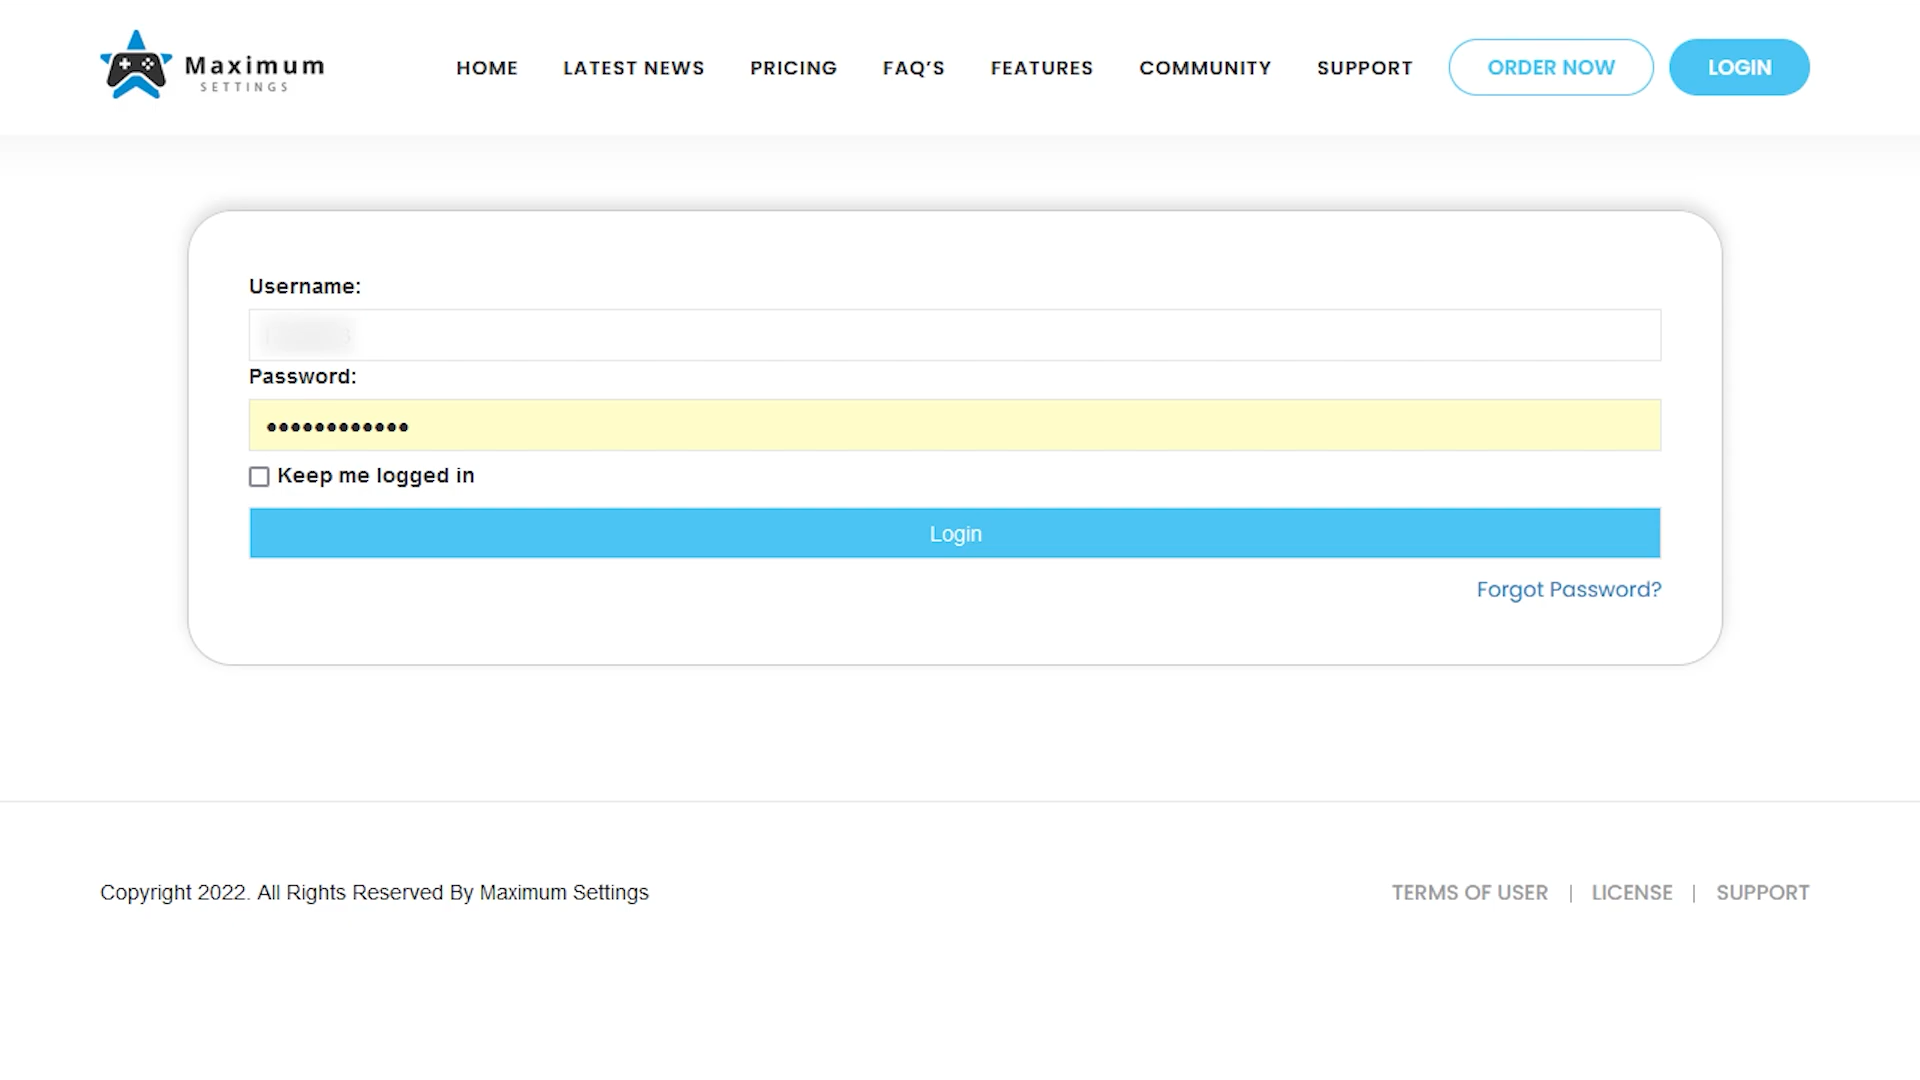 Maximum
SETTINGS
HOME LATEST NEWS PRICING FAQ'S FEATURES COMMUNITY SUPPORT ORDER NOW LOGIN
Username:
Password:
••••••••••••
Keep me logged in
Login
Forgot Password?
Copyright 2022. All Rights Reserved By Maximum Settings
TERMS OF USER | LICENSE | SUPPORT